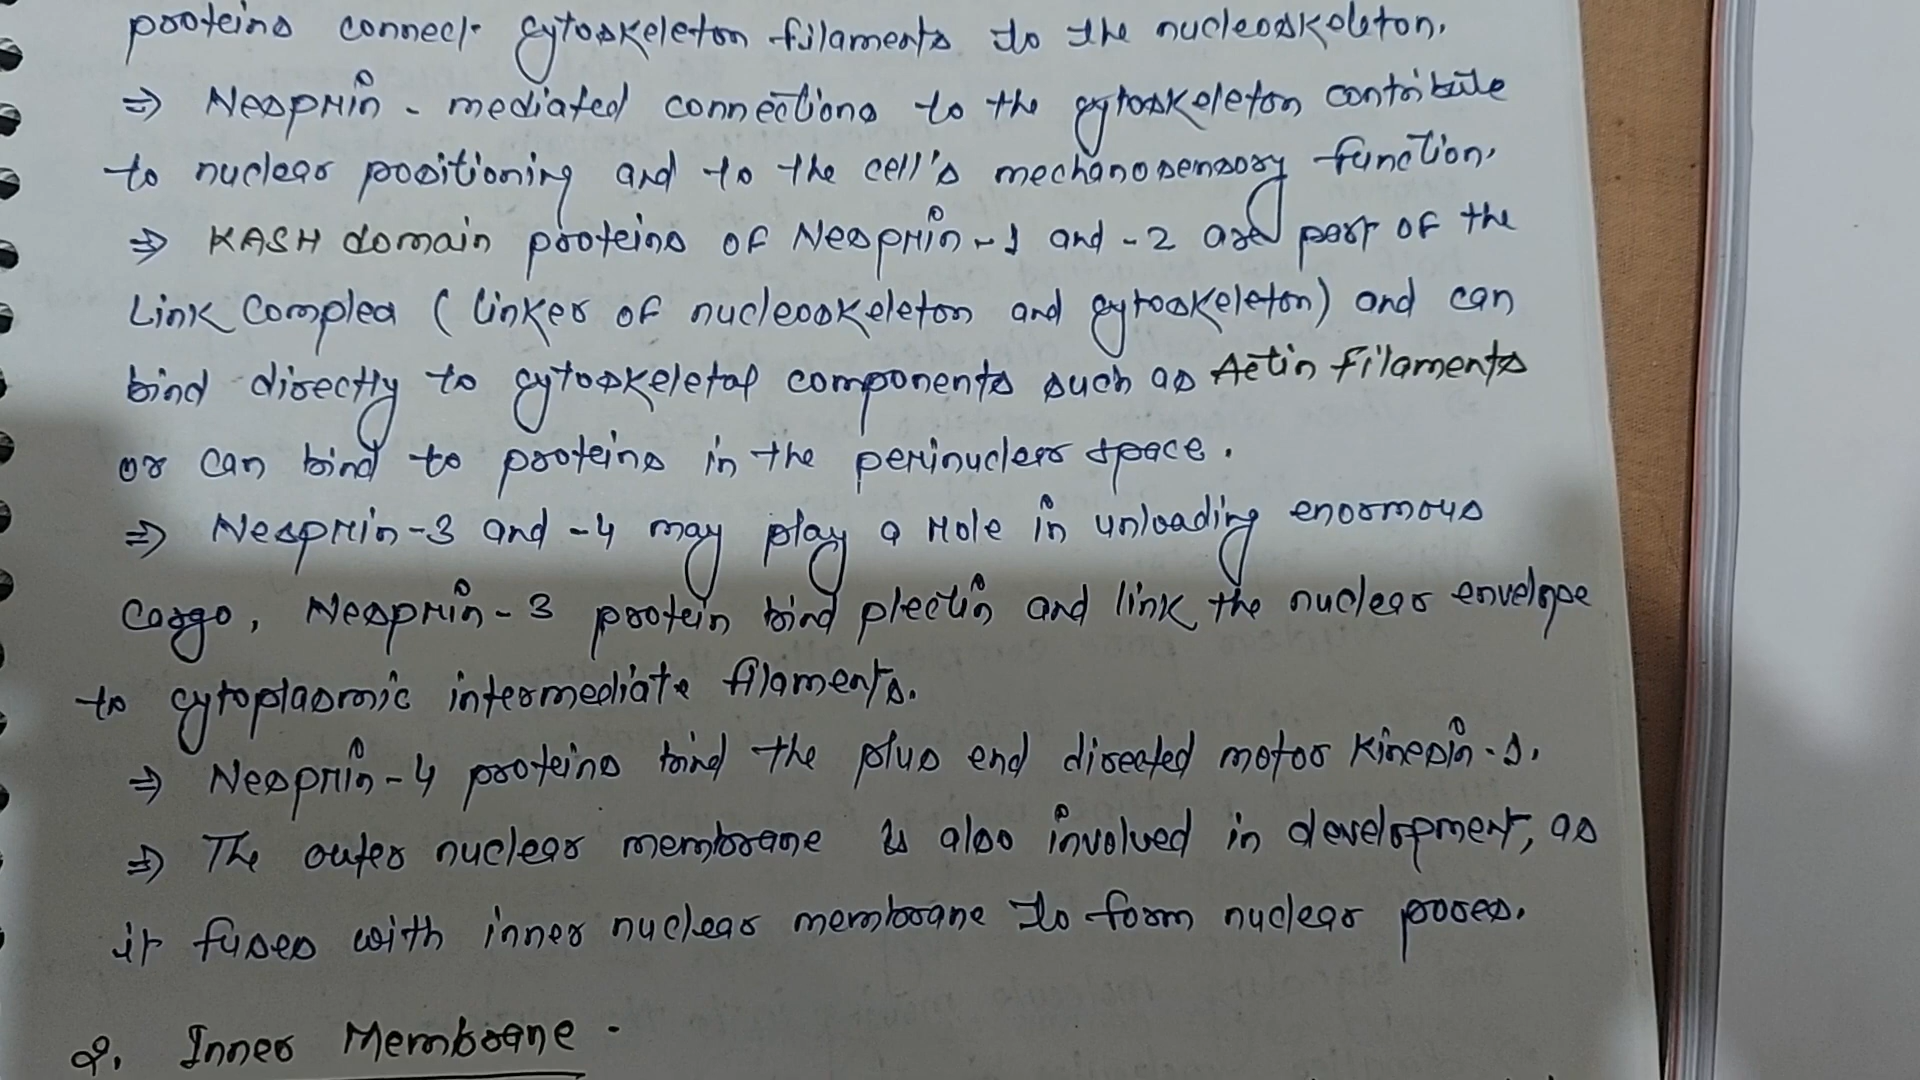 proteins connect cytoskeleton filaments to the nucleoskeleton.
⇒ Nesprin - mediated connections to the cytoskeleton contribute
to nuclear positioning and to the cell's mechanosensory function.
⇒ KASH domain proteins of Nesprin-1 and -2 are part of the
Link Complex (linker of nucleoskeleton and cytoskeleton) and can
bind directly to cytoskeletal components such as Actin filaments
or can bind to proteins in the perinuclear space.
⇒ Nesprin-3 and -4 may play a role in unloading enormous
cargo, Nesprin-3 protein bind plectin and link the nuclear envelope
to cytoplasmic intermediate filaments.
⇒ Nesprin-4 proteins bind the plus end directed motor kinesin-1.
⇒ The outer nuclear membrane is also involved in development, as
it fuses with inner nuclear membrane to form nuclear pores.
2. Inner Membrane -